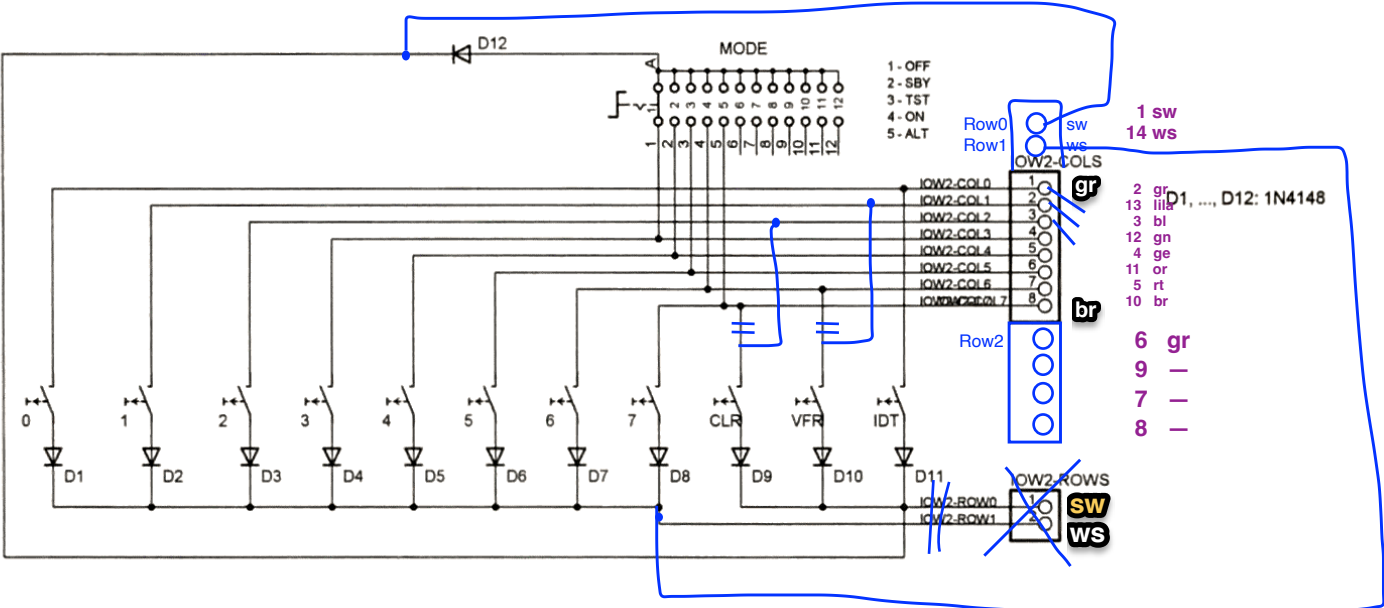 D12
MODE
A
1 - OFF
2 - SBY
3 - TST
4 - ON
5 - ALT
1 2 3 4 5 6 7 8 9 10 11 12
1 2 3 4 5 6 7 8 9 10 11 12
Row0 sw 1 sw
Row1 ws 14 ws
OW2-COLS
IOW2-COL0 1 gr 2 gr
D1, ..., D12: 1N4148
IOW2-COL1 2 13 lila
IOW2-COL2 3 3 bl
IOW2-COL3 4 12 gn
IOW2-COL4 5 4 ge
IOW2-COL5 6 11 or
IOW2-COL6 7 5 rt
COL7 8 br 10 br
Row2 6 gr
9 —
7 —
8 —
0 1 2 3 4 5 6 7 CLR VFR IDT
D1 D2 D3 D4 D5 D6 D7 D8 D9 D10 D11
IOW2-ROWS
IOW2-ROW0 1 sw
IOW2-ROW1 2 ws